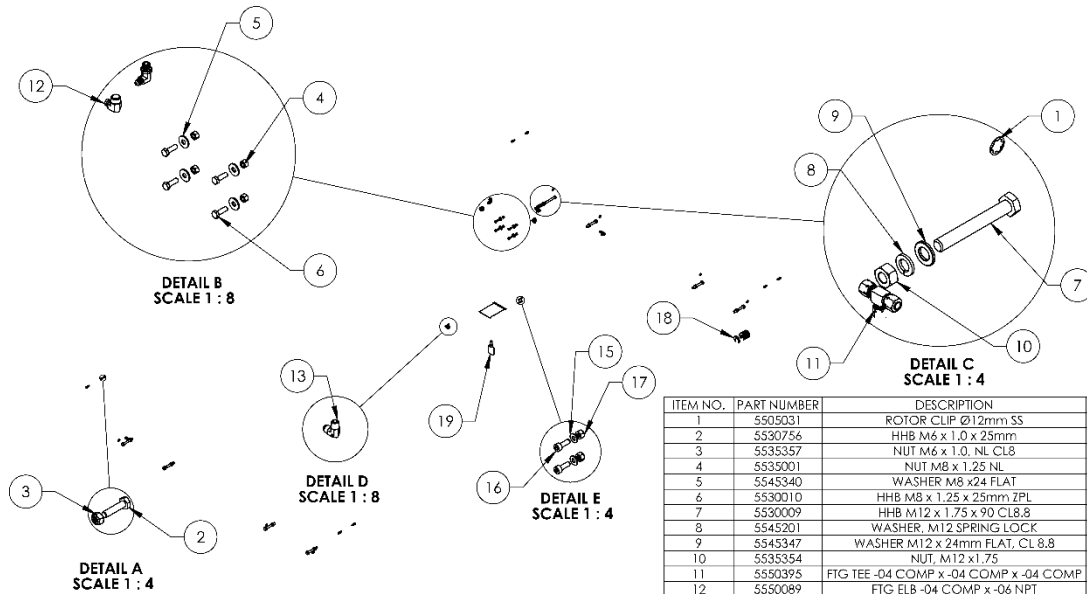 5
12
4
9
1
8
6
DETAIL B
SCALE 1 : 8
7
18
11
10
DETAIL C
SCALE 1 : 4
15
17
13
19
16
DETAIL D
SCALE 1 : 8
DETAIL E
SCALE 1 : 4
3
2
DETAIL A
SCALE 1 : 4
ITEM NO. PART NUMBER DESCRIPTION
1 5505031 ROTOR CLIP Ø12mm SS
2 5530756 HHB M6 x 1.0 x 25mm
3 5535357 NUT M6 x 1.0, NL CL8
4 5535001 NUT M8 x 1.25 NL
5 5545340 WASHER M8 x24 FLAT
6 5530010 HHB M8 x 1.25 x 25mm ZPL
7 5530009 HHB M12 x 1.75 x 90 CL8.8
8 5545201 WASHER, M12 SPRING LOCK
9 5545347 WASHER M12 x 24mm FLAT, CL 8.8
10 5535354 NUT, M12 x1.75
11 5550395 FTG TEE -04 COMP x -04 COMP x -04 COMP
12 5550089 FTG ELB -04 COMP x -06 NPT